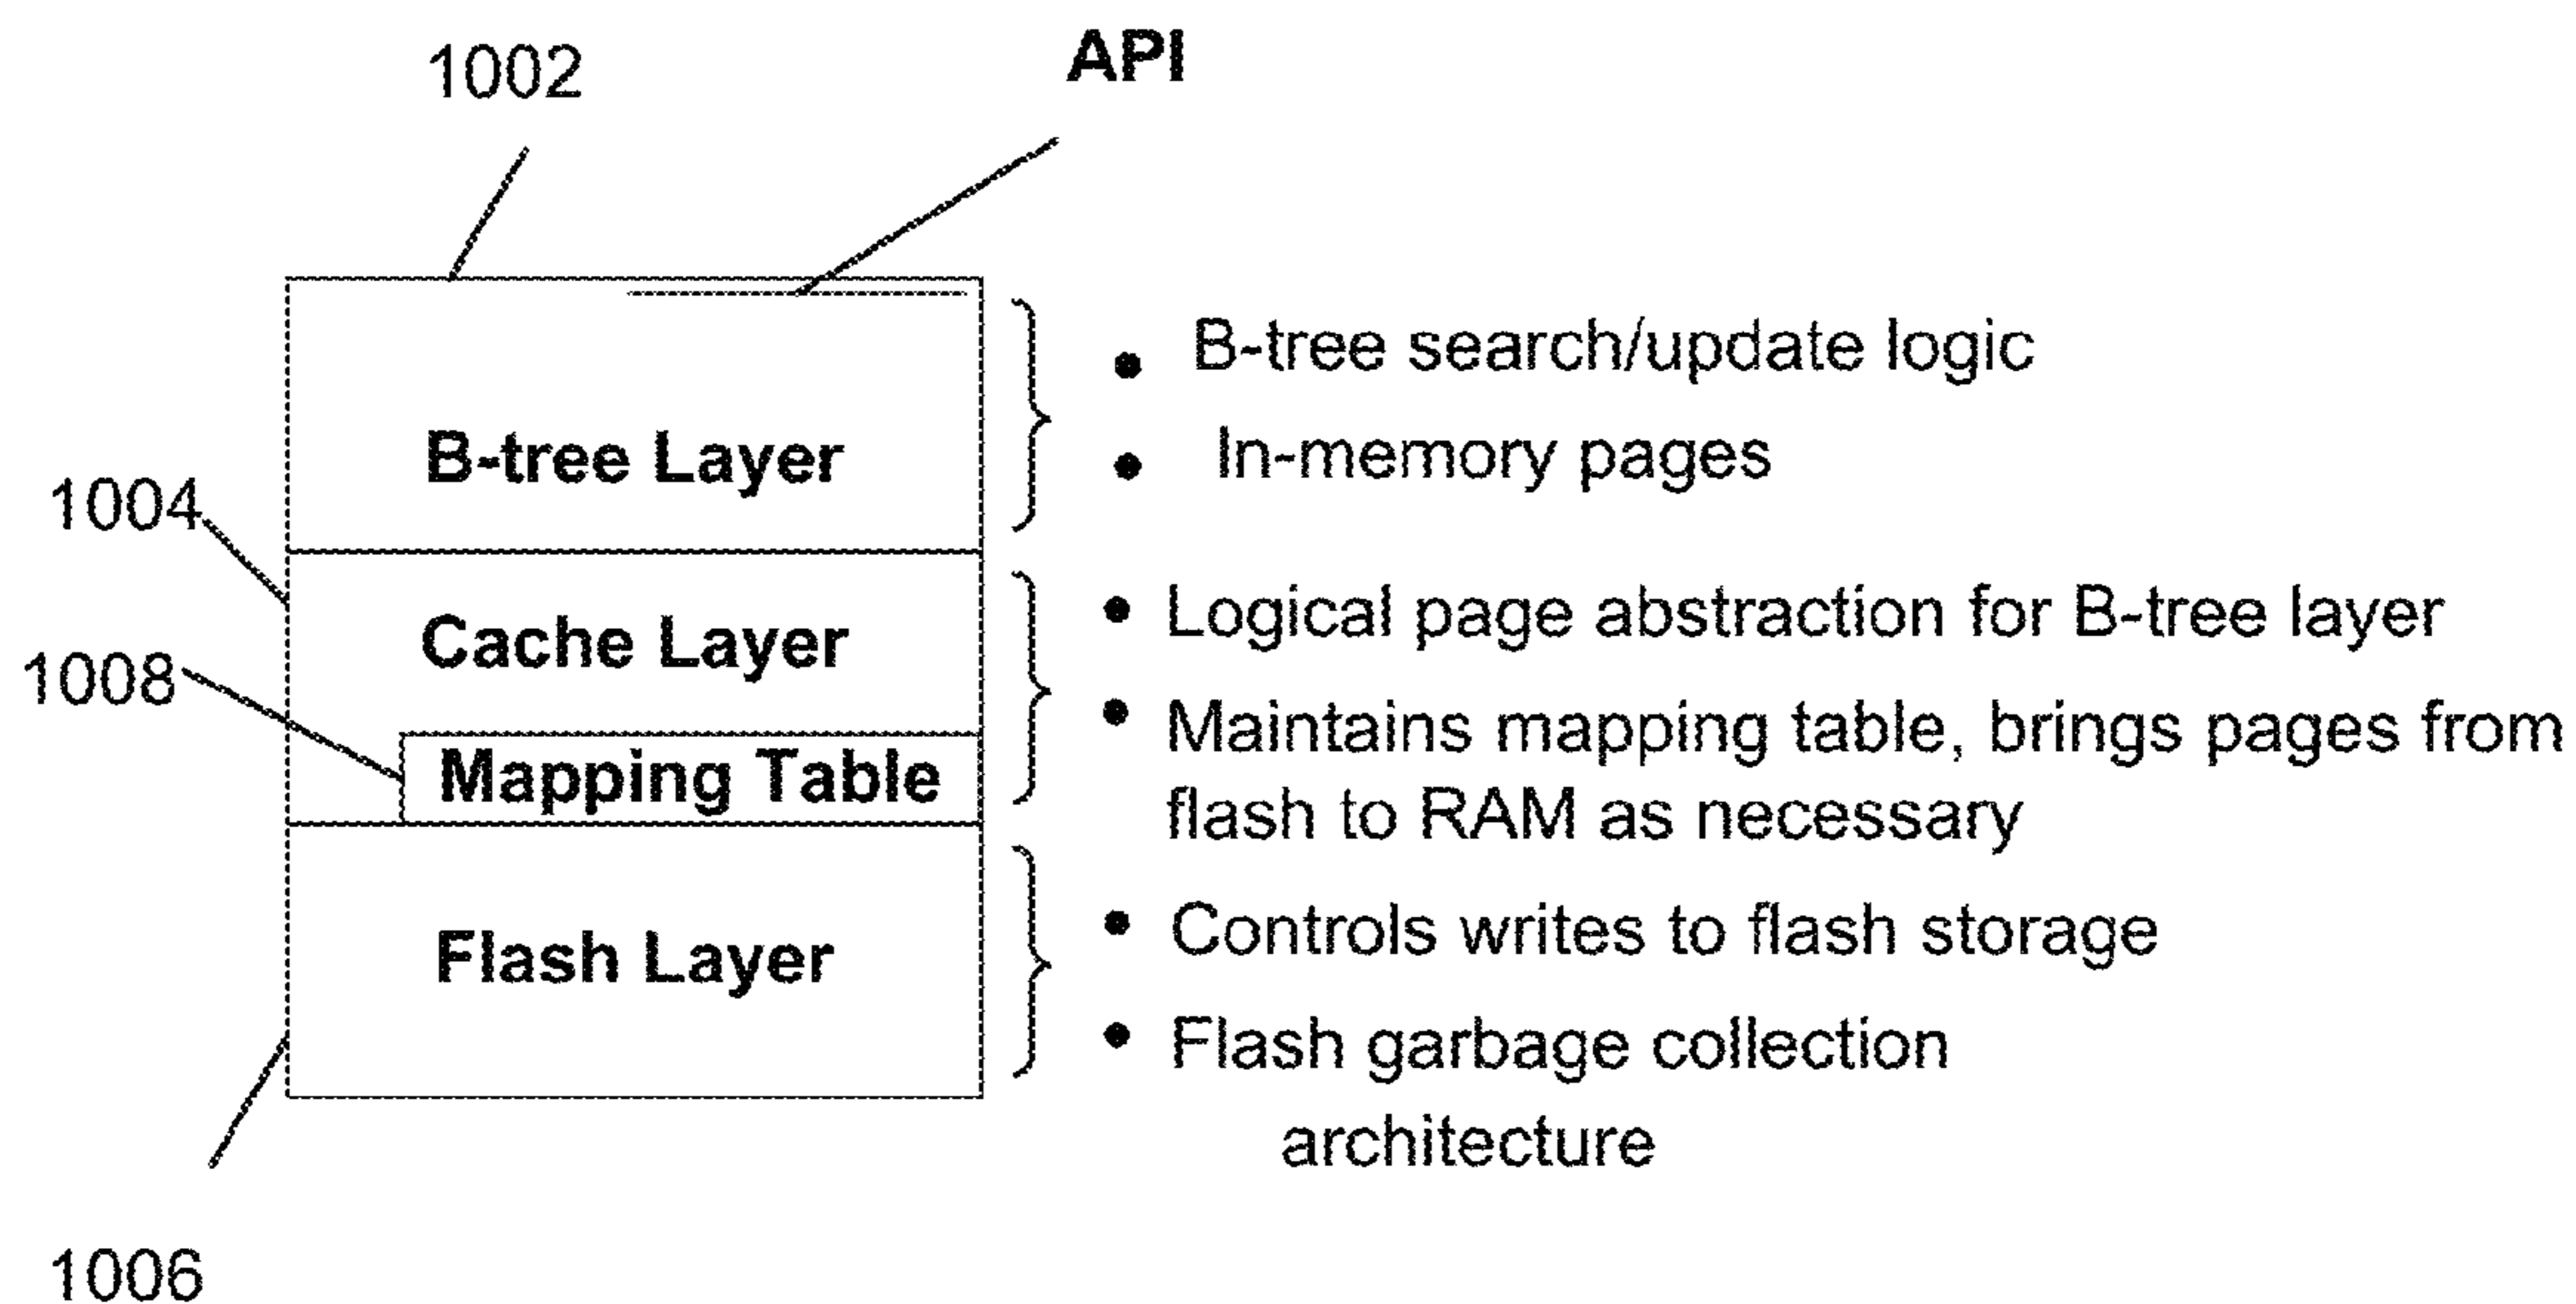 1002
API
• B-tree search/update logic
B-tree Layer
• In-memory pages
1004
Cache Layer
• Logical page abstraction for B-tree layer
1008
Mapping Table
• Maintains mapping table, brings pages from
flash to RAM as necessary
Flash Layer
• Controls writes to flash storage
• Flash garbage collection
architecture
1006